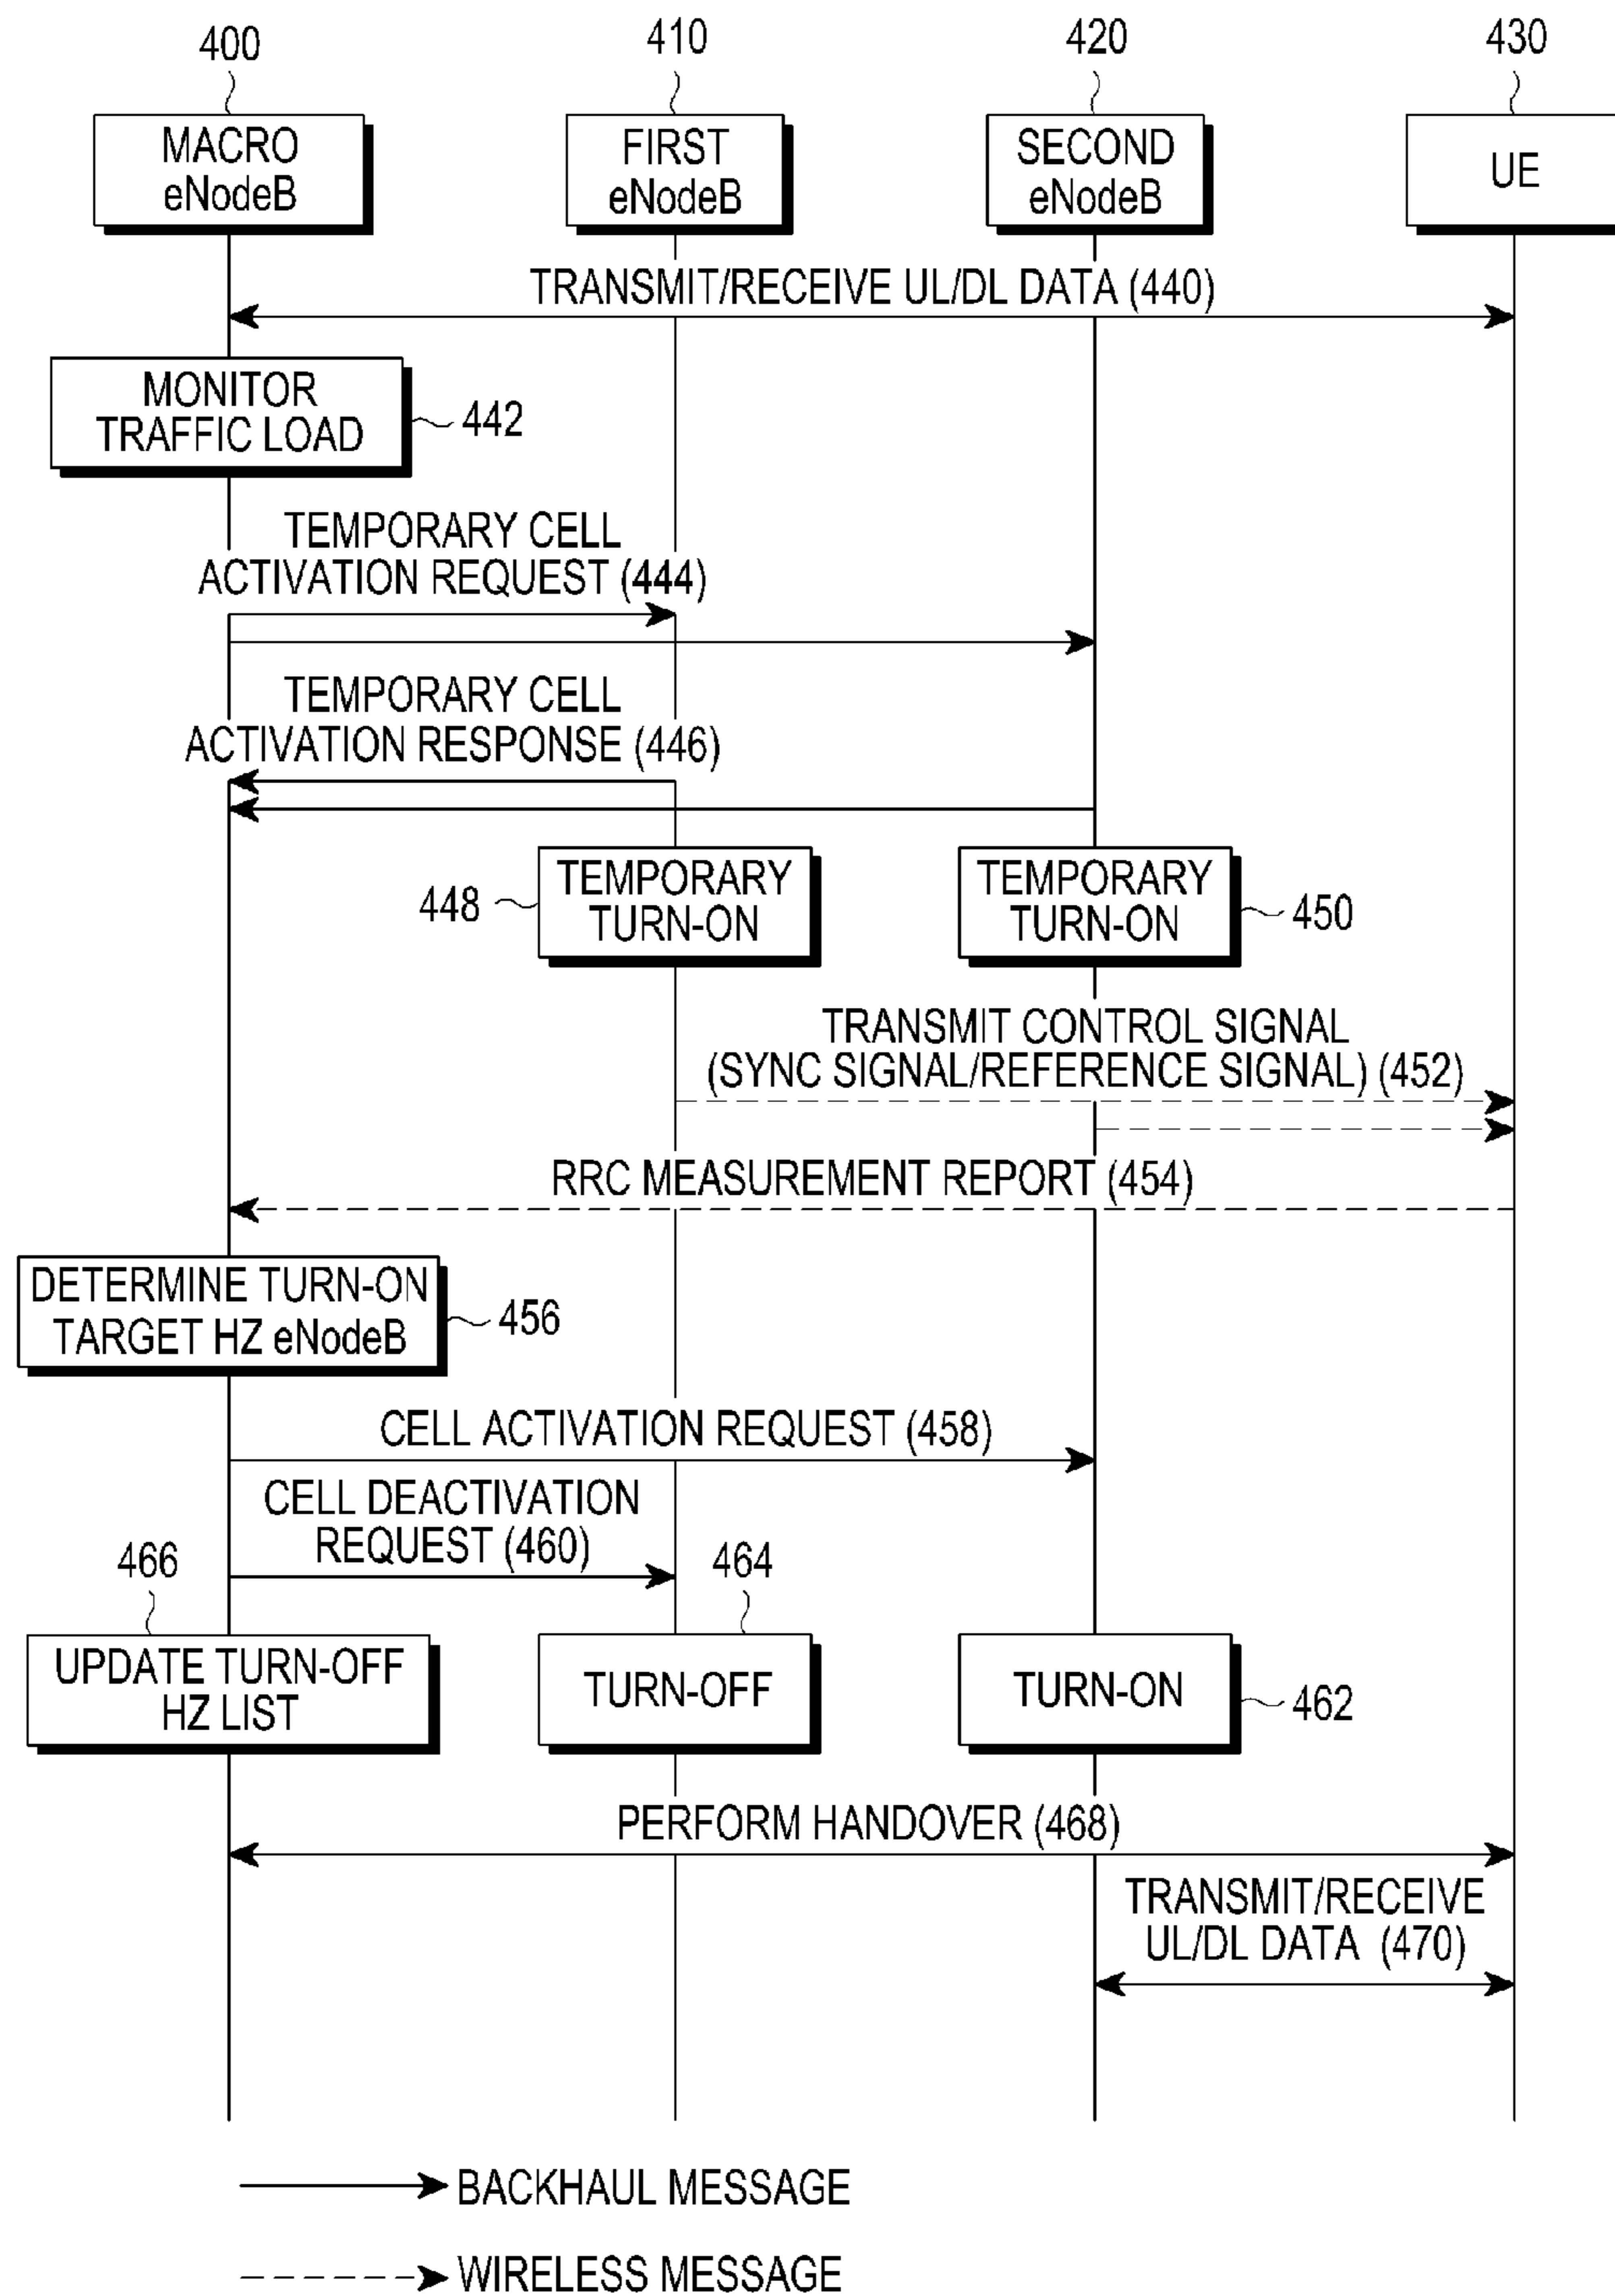 400
410
420
430
MACRO
eNodeB
FIRST
eNodeB
SECOND
eNodeB
UE
TRANSMIT/RECEIVE UL/DL DATA (440)
MONITOR
TRAFFIC LOAD
442
TEMPORARY CELL
ACTIVATION REQUEST (444)
TEMPORARY CELL
ACTIVATION RESPONSE (446)
448
TEMPORARY
TURN-ON
TEMPORARY
TURN-ON
450
TRANSMIT CONTROL SIGNAL
(SYNC SIGNAL/REFERENCE SIGNAL) (452)
RRC MEASUREMENT REPORT (454)
DETERMINE TURN-ON
TARGET HZ eNodeB
456
CELL ACTIVATION REQUEST (458)
CELL DEACTIVATION
REQUEST (460)
466
464
UPDATE TURN-OFF
HZ LIST
TURN-OFF
TURN-ON
462
PERFORM HANDOVER (468)
TRANSMIT/RECEIVE
UL/DL DATA (470)
BACKHAUL MESSAGE
WIRELESS MESSAGE